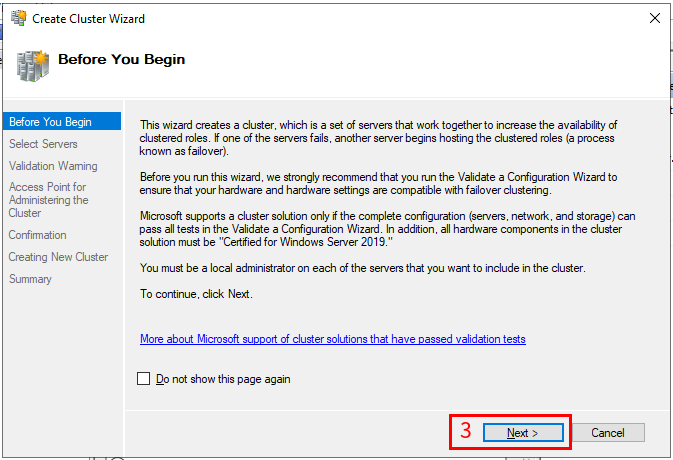 Create Cluster Wizard
Before You Begin
Before You Begin
Select Servers
Validation Warning
Access Point for
Administering the
Cluster
Confirmation
Creating New Cluster
Summary
This wizard creates a cluster, which is a set of servers that work together to increase the availability of
clustered roles. If one of the servers fails, another server begins hosting the clustered roles (a process
known as failover).
Before you run this wizard, we strongly recommend that you run the Validate a Configuration Wizard to
ensure that your hardware and hardware settings are compatible with failover clustering.
Microsoft supports a cluster solution only if the complete configuration (servers, network, and storage) can
pass all tests in the Validate a Configuration Wizard. In addition, all hardware components in the cluster
solution must be "Certified for Windows Server 2019."
You must be a local administrator on each of the servers that you want to include in the cluster.
To continue, click Next.
More about Microsoft support of cluster solutions that have passed validation tests
Do not show this page again
3 Next > Cancel